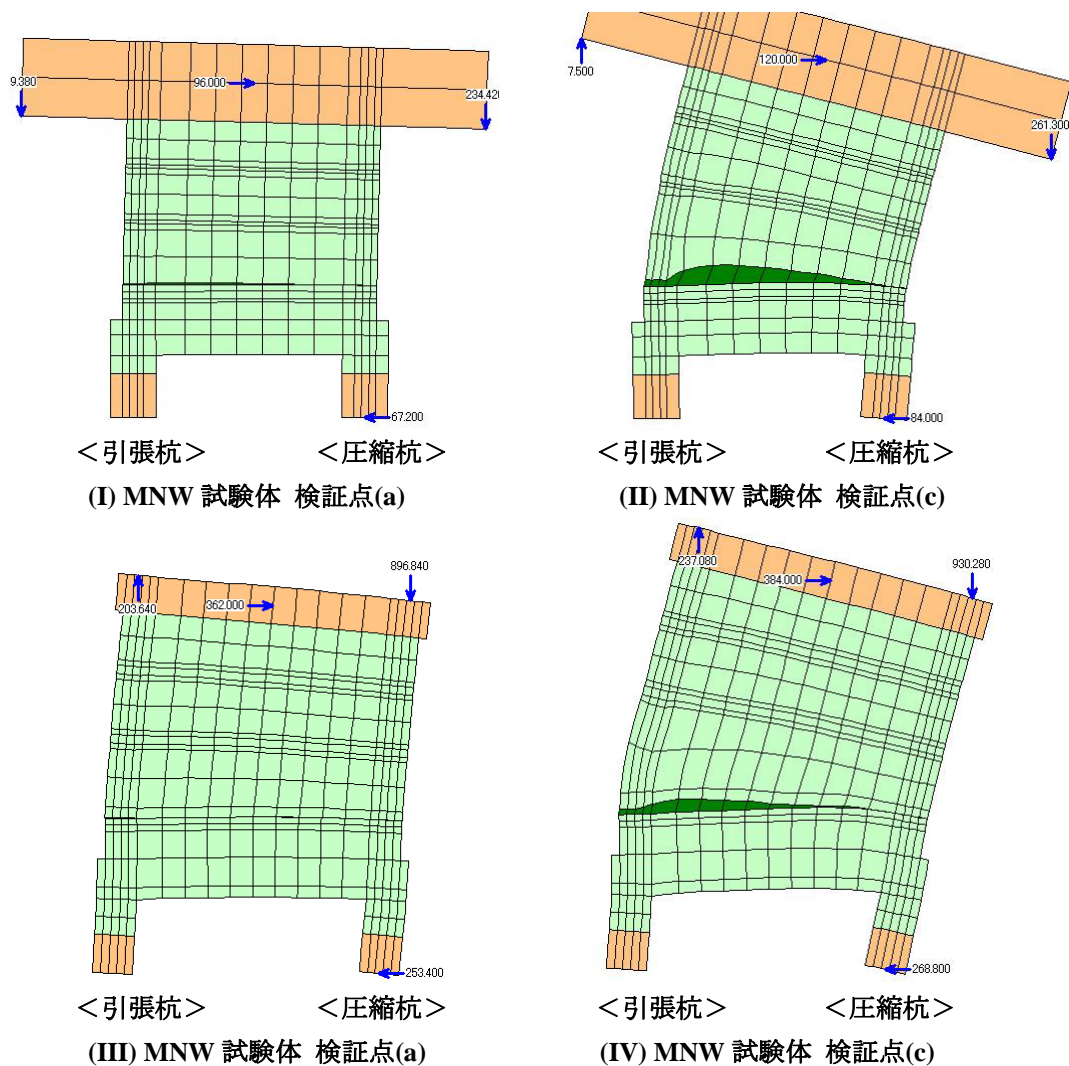 9.380
96.000
234.42
67.200
<引張杭> <圧縮杭>
(I) MNW 試験体 検証点(a)
7.500
120.000
261.300
84.000
<引張杭> <圧縮杭>
(II) MNW 試験体 検証点(c)
203.640
362.000
896.840
253.400
<引張杭> <圧縮杭>
(III) MNW 試験体 検証点(a)
237.080
384.000
930.280
268.800
<引張杭> <圧縮杭>
(IV) MNW 試験体 検証点(c)